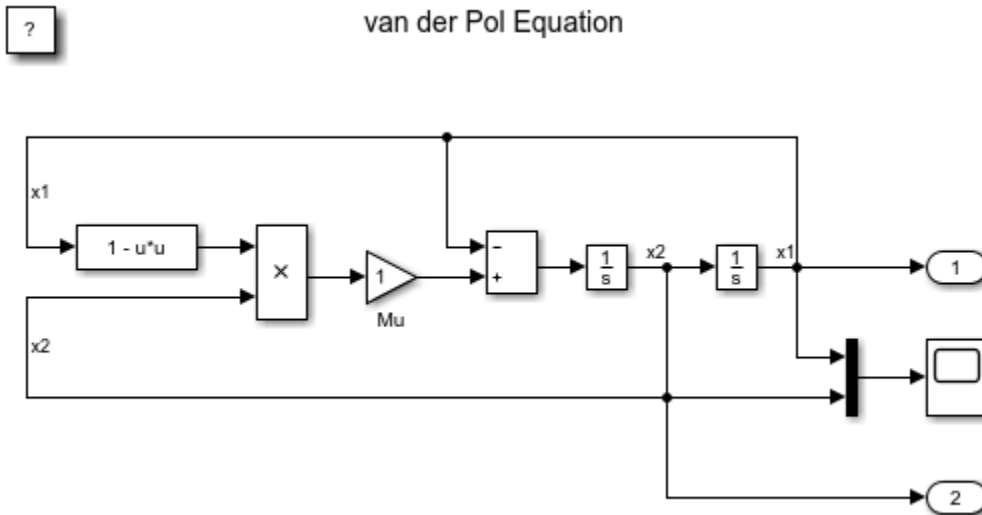 ?
van der Pol Equation
x1
1 - u*u
×
1
Mu
−
+
1
s
x2
1
s
x1
1
x2
2